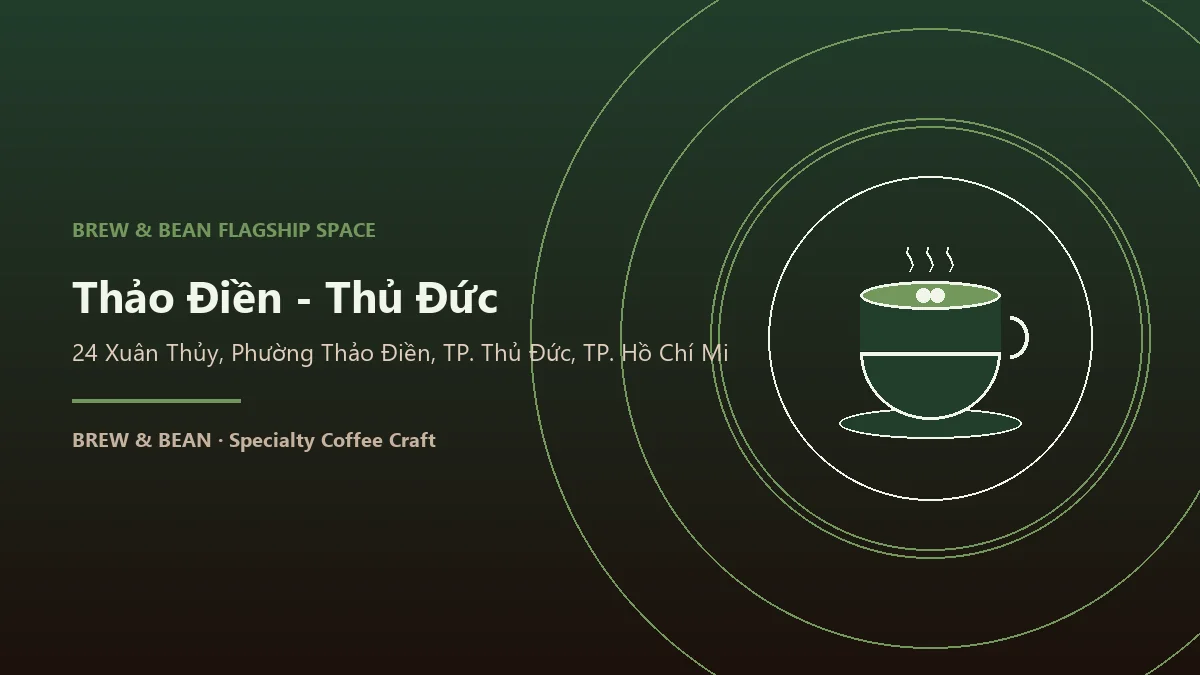 BREW & BEAN FLAGSHIP SPACE
Thảo Điền - Thủ Đức
24 Xuân Thủy, Phường Thảo Điền, TP. Thủ Đức, TP. Hồ Chí Mi
BREW & BEAN · Specialty Coffee Craft